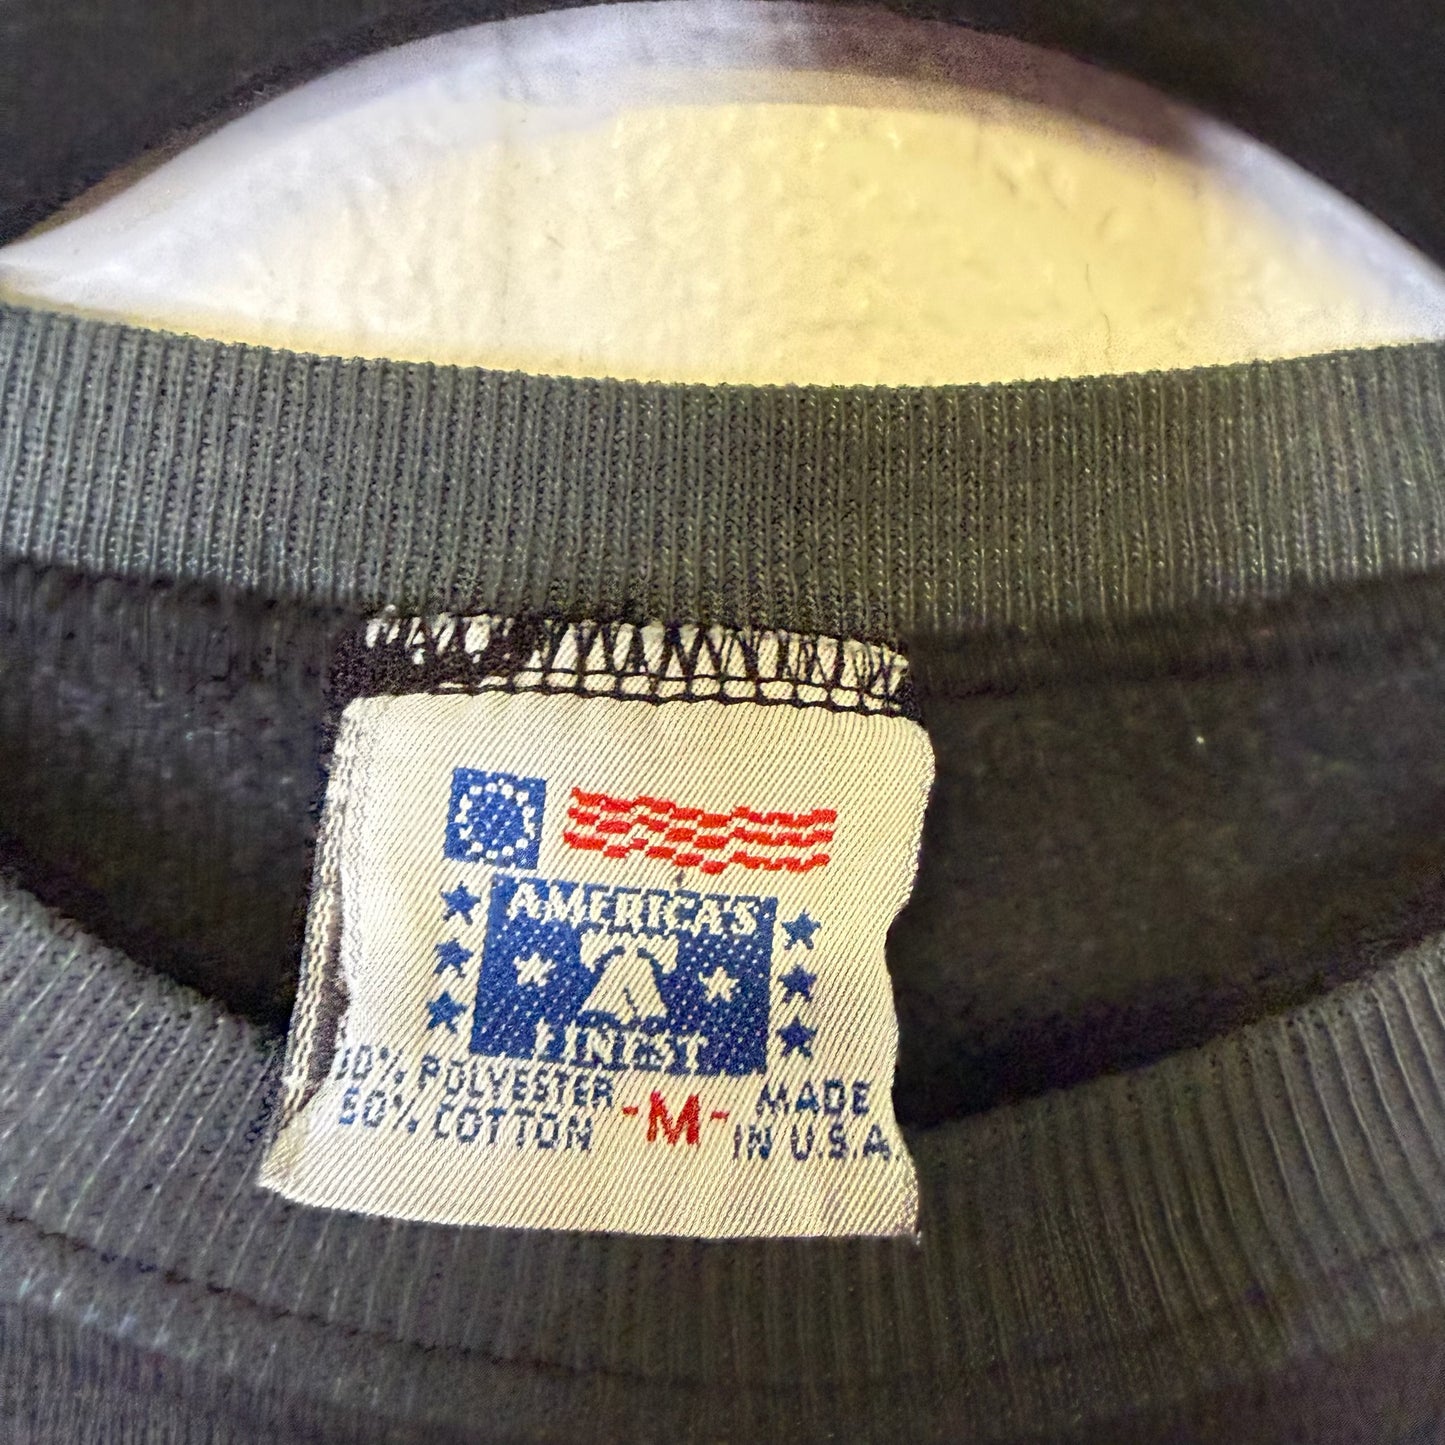 AMERICA'S
FINEST
POLYESTER
50% COTTON
-M-
MADE
IN U.S.A.